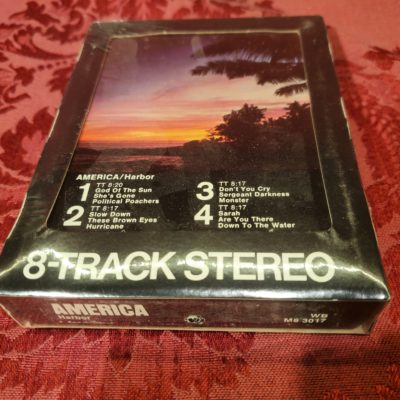 AMERICA/Harbor
1 TT 8:20
God Of The Sun
She's Gone
Political Poachers
2 TT 8:17
Slow Down
These Brown Eyes
Hurricane
3 TT 8:17
Don't You Cry
Sergeant Darkness
Monster
4 TT 8:17
Sarah
Are You There
Down To The Water
8-TRACK STEREO
AMERICA
Harbor
WB
M8 3017